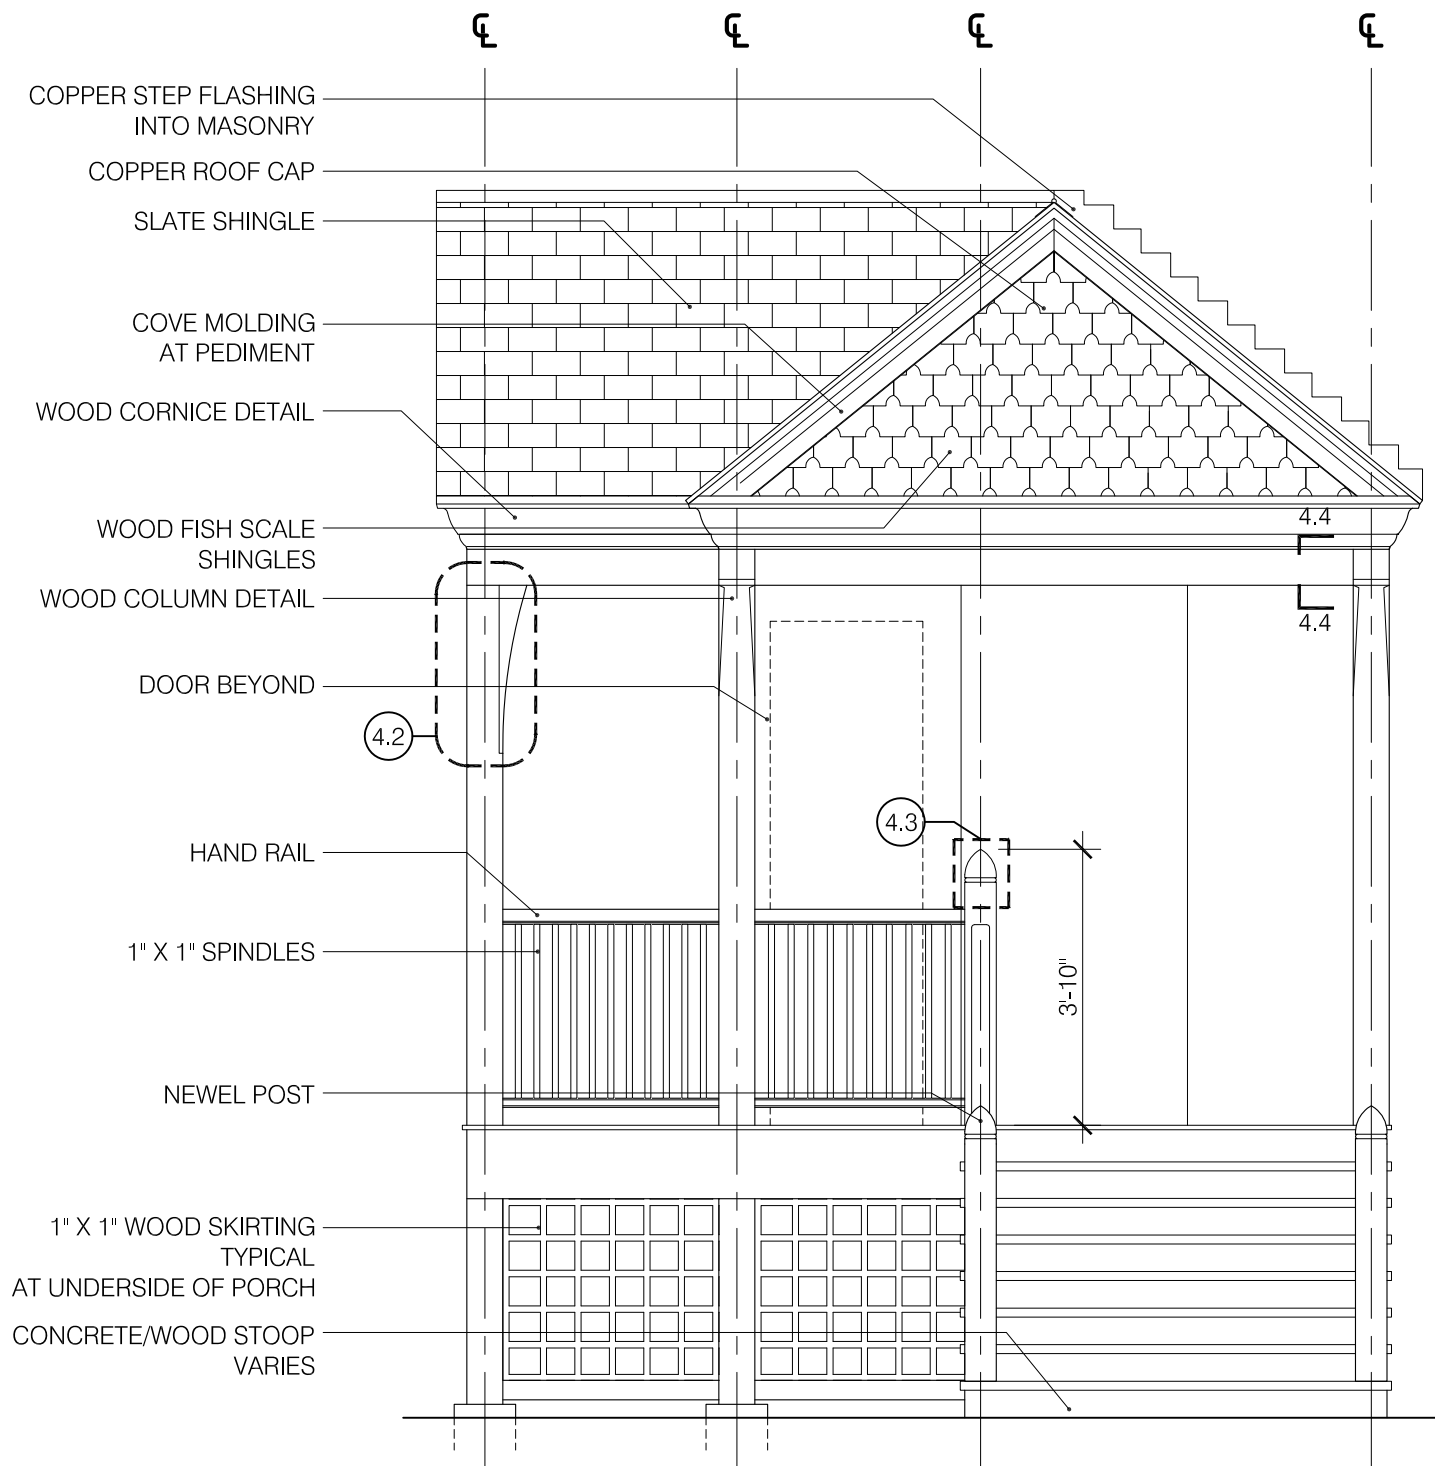 ℄ ℄ ℄ ℄
COPPER STEP FLASHING
INTO MASONRY
COPPER ROOF CAP
SLATE SHINGLE
COVE MOLDING
AT PEDIMENT
WOOD CORNICE DETAIL
WOOD FISH SCALE
SHINGLES
WOOD COLUMN DETAIL
DOOR BEYOND
HAND RAIL
1" X 1" SPINDLES
NEWEL POST
1" X 1" WOOD SKIRTING
TYPICAL
AT UNDERSIDE OF PORCH
CONCRETE/WOOD STOOP
VARIES
4.4
4.4
4.2
4.3
3'-10"